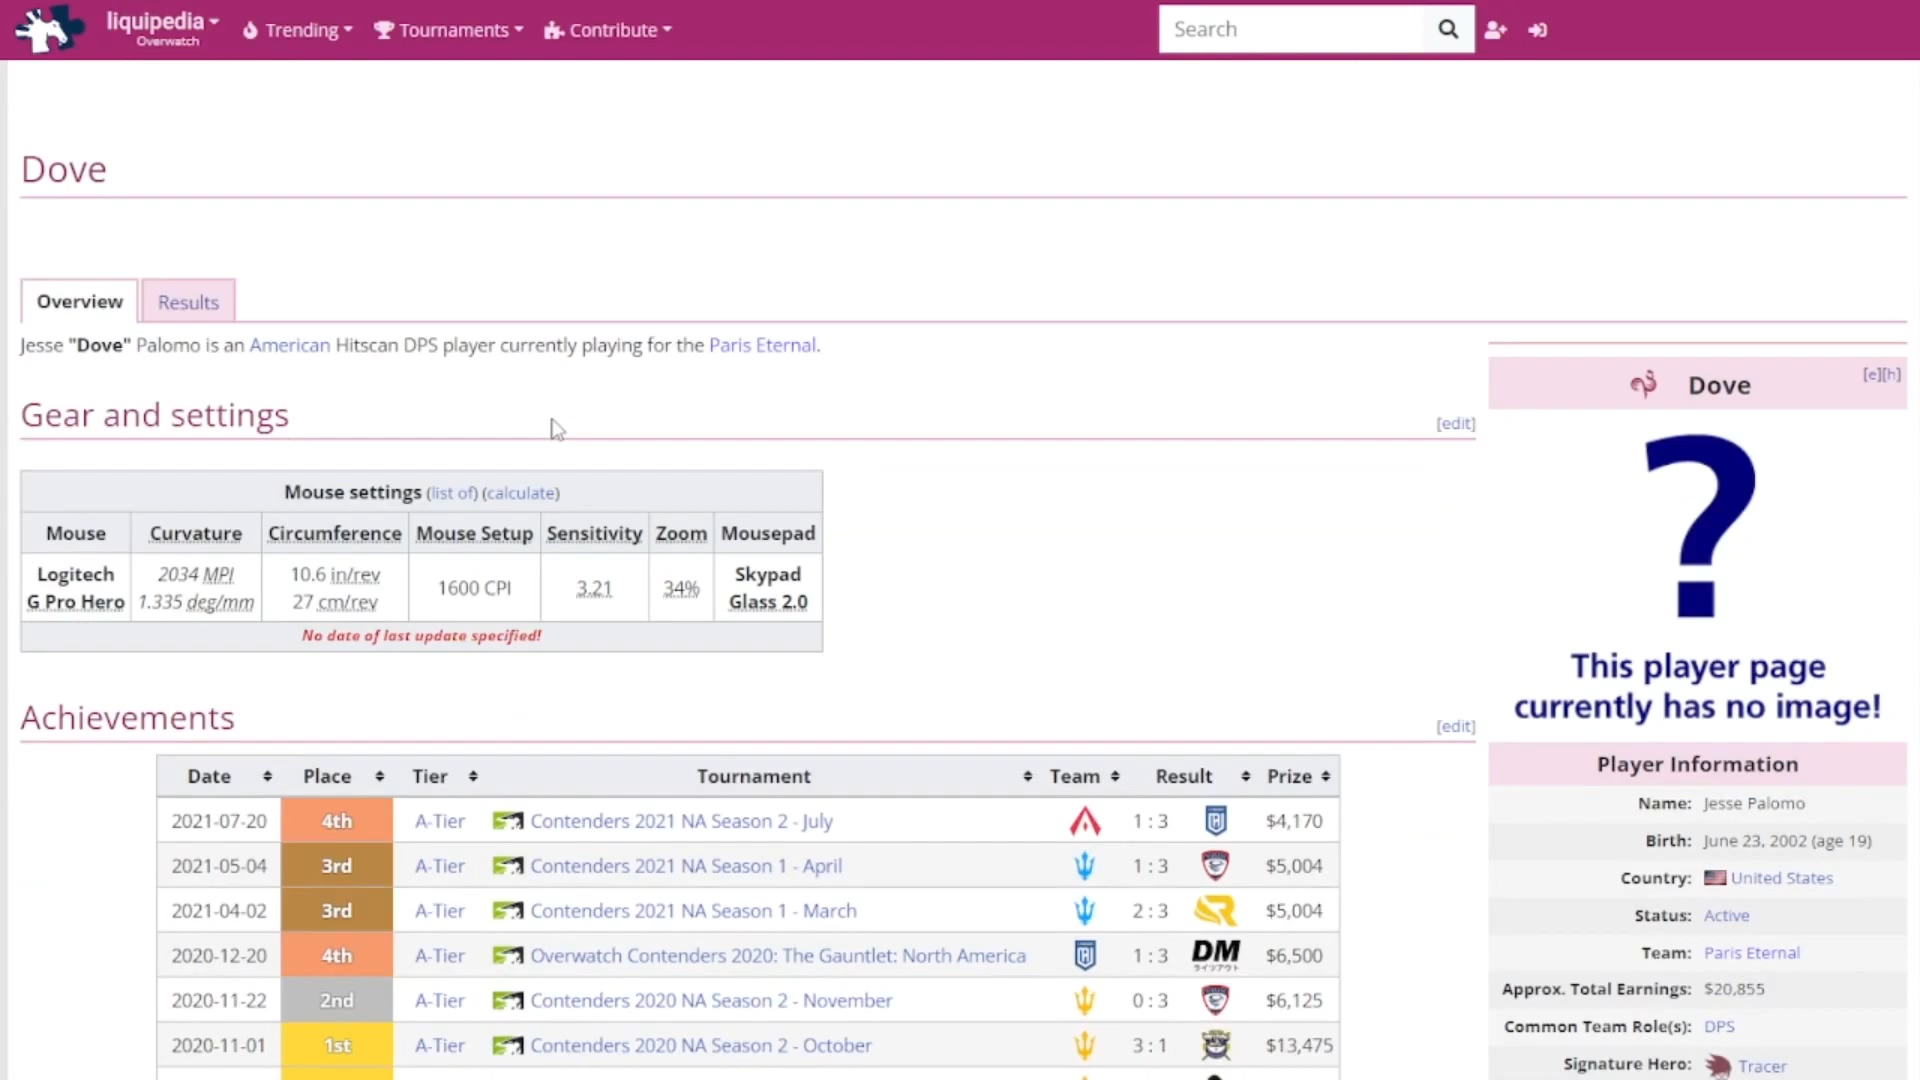 liquipedia
Overwatch
Trending
Tournaments
Contribute
Search
Dove
Overview
Results
Jesse "Dove" Palomo is an American Hitscan DPS player currently playing for the Paris Eternal.
Gear and settings
[edit]
Mouse settings (list of) (calculate)
Mouse Curvature Circumference Mouse Setup Sensitivity Zoom Mousepad
Logitech G Pro Hero
2034 MPI
1.335 deg/mm
10.6 in/rev
27 cm/rev
1600 CPI
3.21
34%
Skypad Glass 2.0
No date of last update specified!
Achievements
[edit]
Date Place Tier Tournament Team Result Prize
2021-07-20 4th A-Tier Contenders 2021 NA Season 2 - July 1 : 3 $4,170
2021-05-04 3rd A-Tier Contenders 2021 NA Season 1 - April 1 : 3 $5,004
2021-04-02 3rd A-Tier Contenders 2021 NA Season 1 - March 2 : 3 $5,004
2020-12-20 4th A-Tier Overwatch Contenders 2020: The Gauntlet: North America 1 : 3 DM ライツアウト $6,500
2020-11-22 2nd A-Tier Contenders 2020 NA Season 2 - November 0 : 3 $6,125
2020-11-01 1st A-Tier Contenders 2020 NA Season 2 - October 3 : 1 $13,475
Dove
[e][h]
?
This player page
currently has no image!
Player Information
Name: Jesse Palomo
Birth: June 23, 2002 (age 19)
Country: United States
Status: Active
Team: Paris Eternal
Approx. Total Earnings: $20,855
Common Team Role(s): DPS
Signature Hero: Tracer